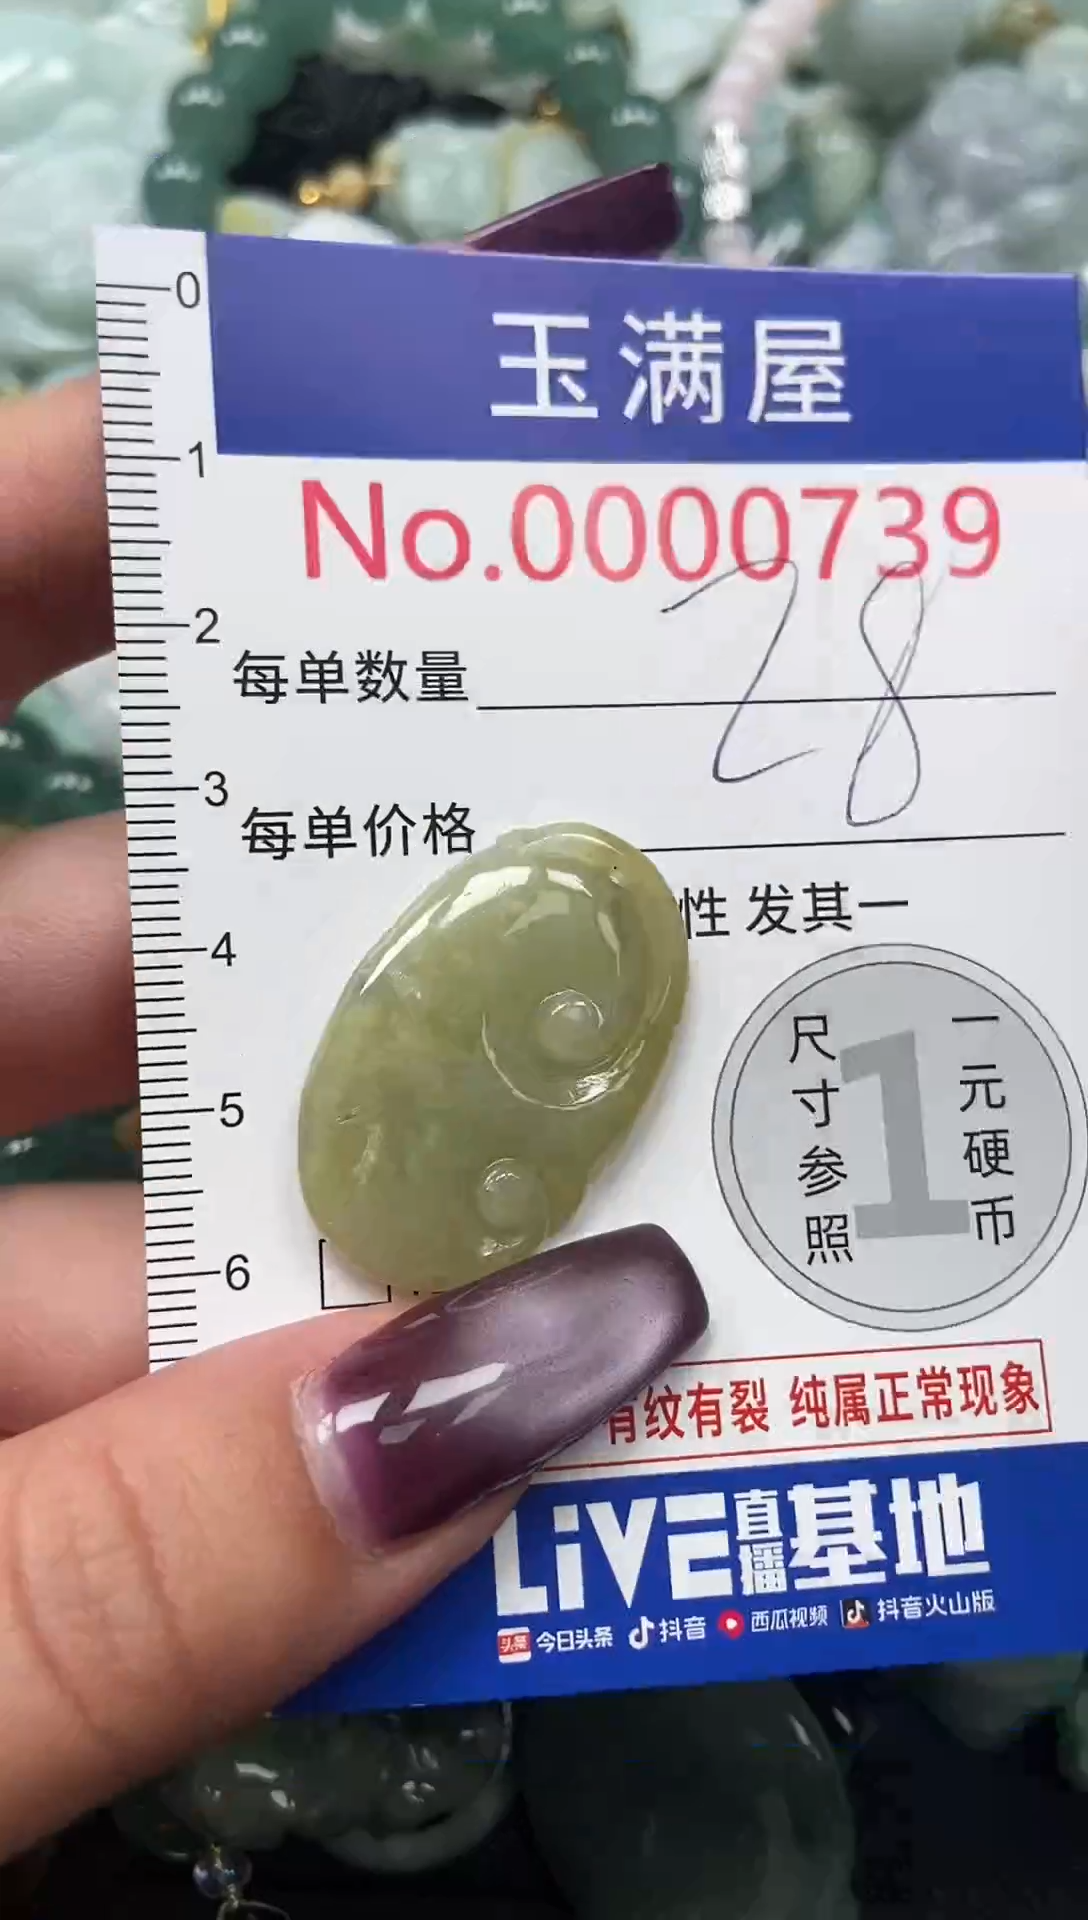 玉满屋
No.0000739
28
每单数量
每单价格
性 发其一
0
1
2
3
4
5
6
尺寸参照
1
一元硬币
有纹有裂 纯属正常现象
LiVE直播基地
头条 今日头条 抖音 西瓜视频 抖音火山版